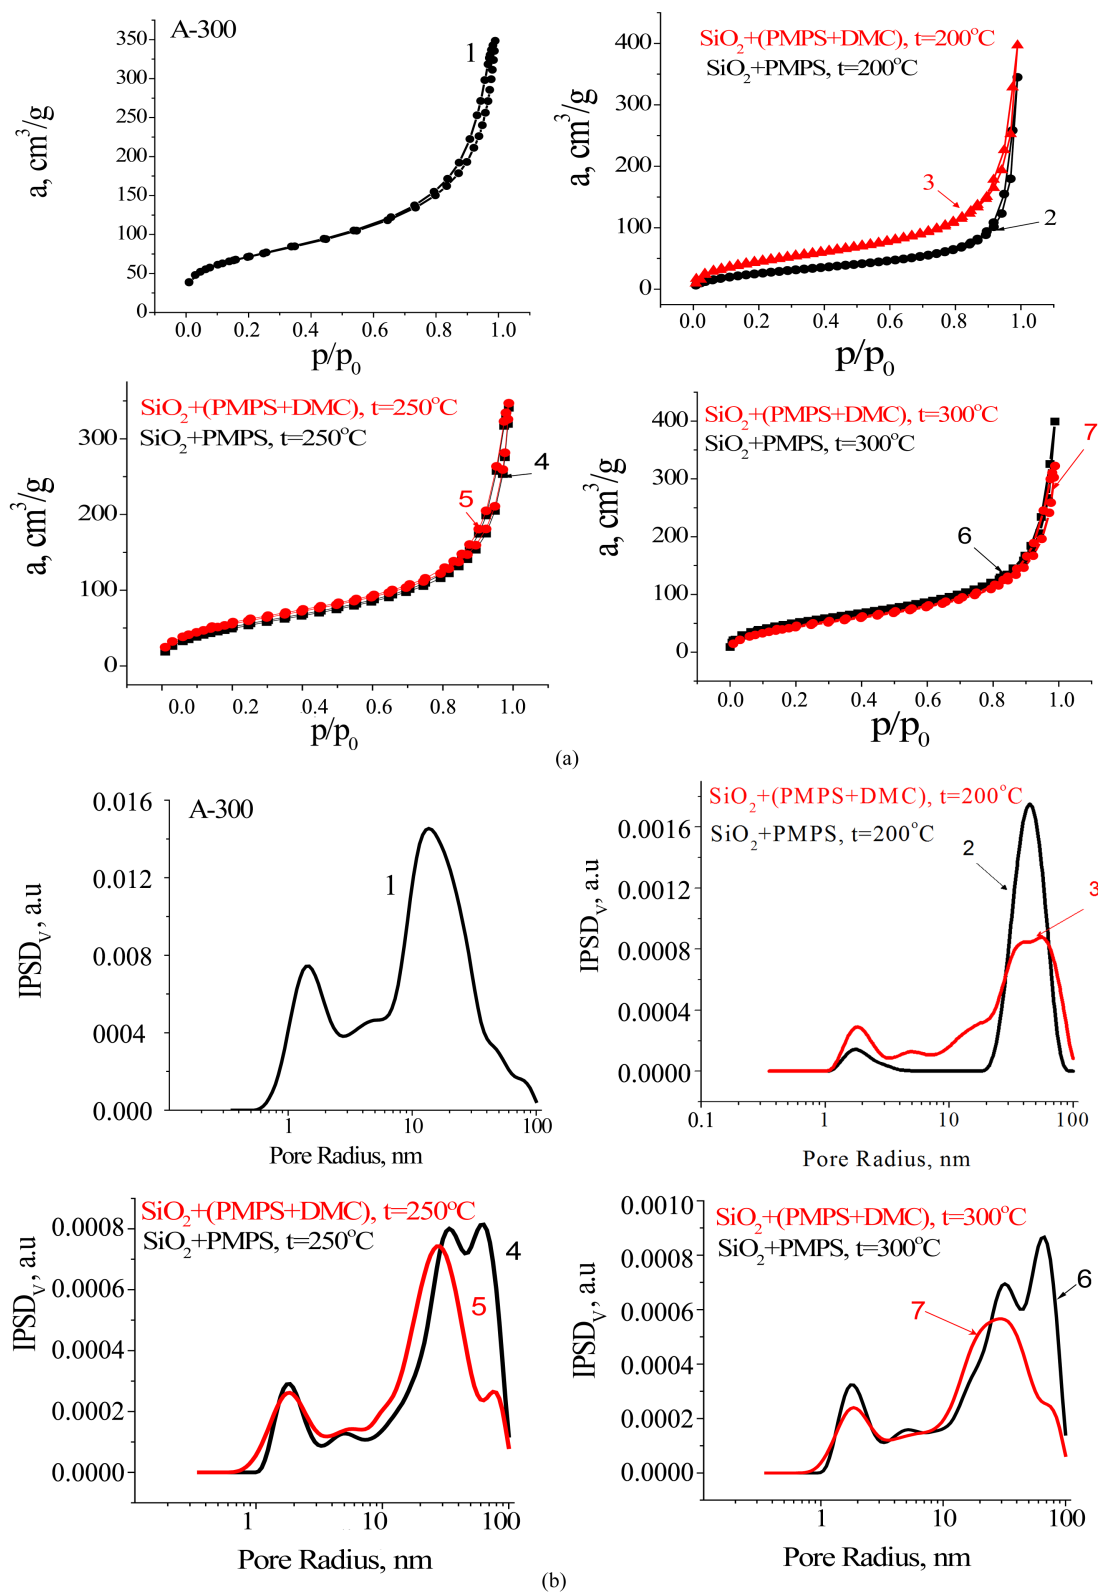 A-300
1
350
300
250
200
150
100
50
0
0.0 0.2 0.4 0.6 0.8 1.0
a, cm³/g
p/p₀
SiO₂+(PMPS+DMC), t=200°C
SiO₂+PMPS, t=200°C
3
2
400
300
200
100
0
0.0 0.2 0.4 0.6 0.8 1.0
a, cm³/g
p/p₀
SiO₂+(PMPS+DMC), t=250°C
SiO₂+PMPS, t=250°C
4
5
300
200
100
0
0.0 0.2 0.4 0.6 0.8 1.0
a, cm³/g
p/p₀
SiO₂+(PMPS+DMC), t=300°C
SiO₂+PMPS, t=300°C
7
6
400
300
200
100
0
0.0 0.2 0.4 0.6 0.8 1.0
a, cm³/g
p/p₀
(a)
A-300
1
0.016
0.012
0.008
0004
0.000
1 10 100
IPSD_V, a.u
Pore Radius, nm
SiO₂+(PMPS+DMC), t=200°C
SiO₂+PMPS, t=200°C
2
3
0.0016
0.0012
0.0008
0.0004
0.0000
0.1 1 10 100
IPSD_V, a.u
Pore Radius, nm
SiO₂+(PMPS+DMC), t=250°C
SiO₂+PMPS, t=250°C
4
5
0.0008
0.0006
0.0004
0.0002
0.0000
1 10 100
IPSD_V, a.u
Pore Radius, nm
SiO₂+(PMPS+DMC), t=300°C
SiO₂+PMPS, t=300°C
6
7
0.0010
0.0008
0.0006
0.0004
0.0002
0.0000
1 10 100
IPSD_V, a.u
Pore Radius, nm
(b)